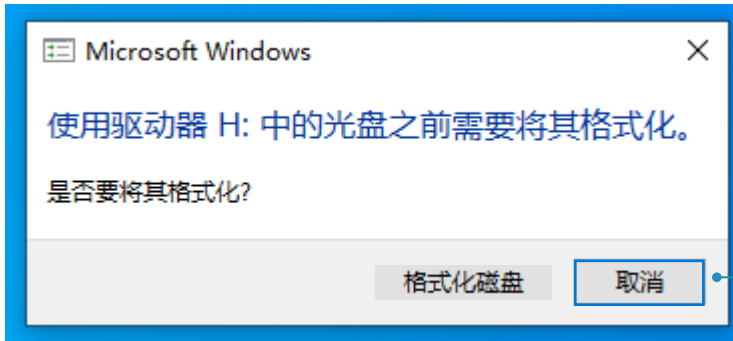 Microsoft Windows
使用驱动器 H: 中的光盘之前需要将其格式化。
是否要将其格式化?
格式化磁盘
取消